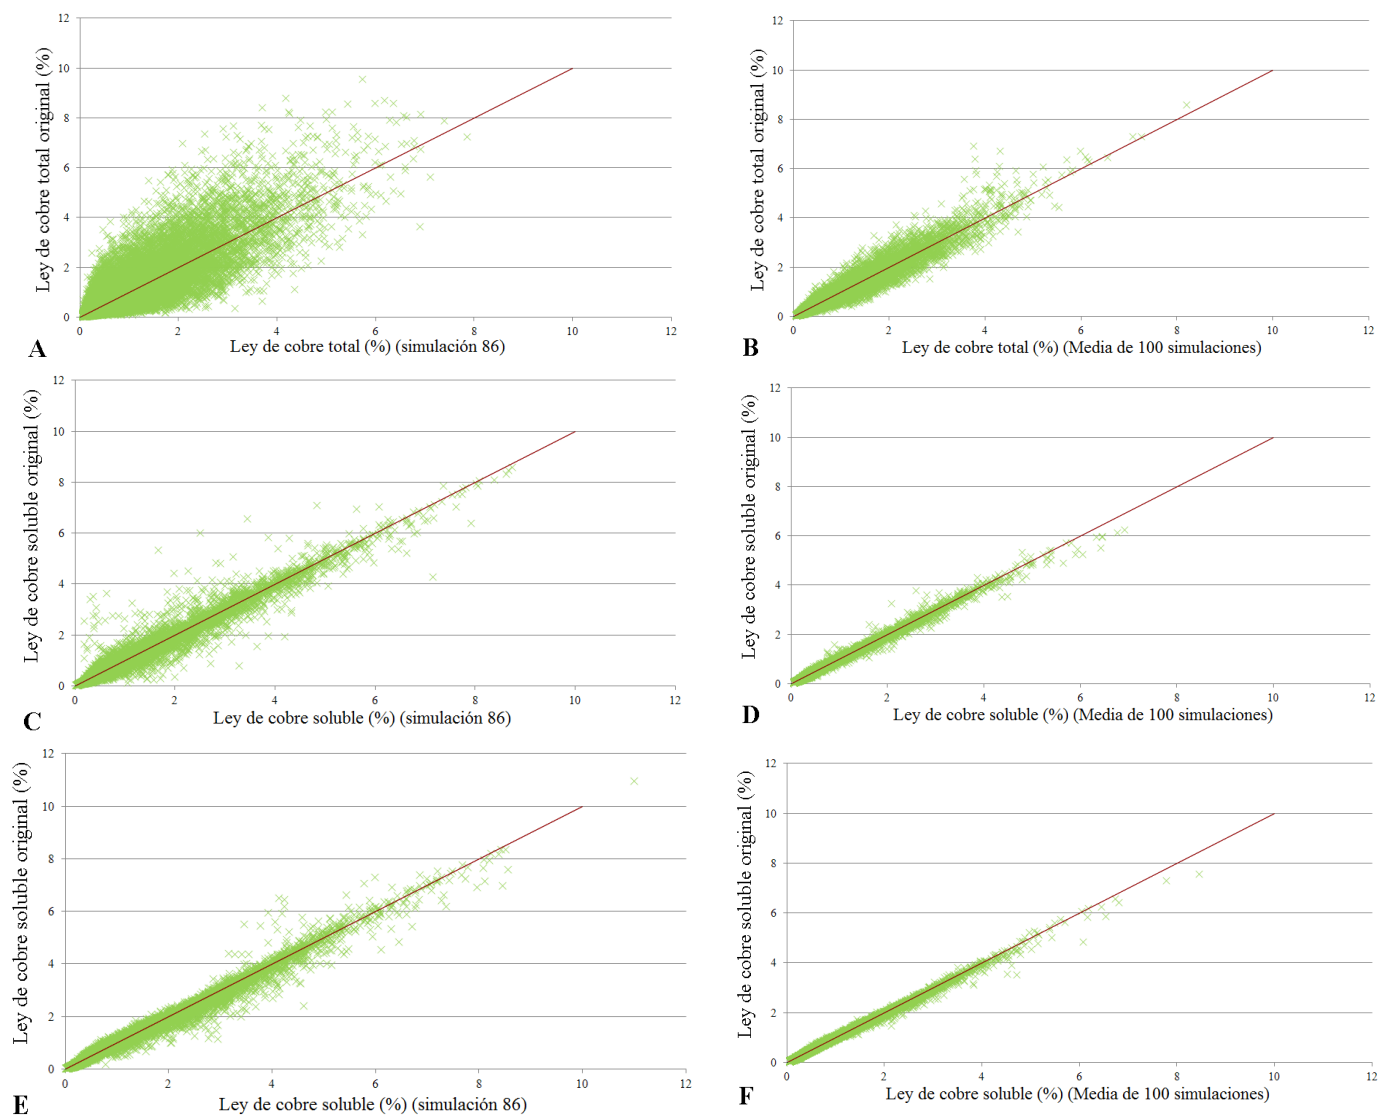 12
10
8
6
4
2
0
0 2 4 6 8 10 12
Ley de cobre total original (%)
Ley de cobre total (%) (simulación 86)
A
12
10
8
6
4
2
0
0 2 4 6 8 10 12
Ley de cobre total original (%)
Ley de cobre total (%) (Media de 100 simulaciones)
B
12
10
8
6
4
2
0
0 2 4 6 8 10 12
Ley de cobre soluble original (%)
Ley de cobre soluble (%) (simulación 86)
C
12
10
8
6
4
2
0
0 2 4 6 8 10 12
Ley de cobre soluble original (%)
Ley de cobre soluble (%) (Media de 100 simulaciones)
D
12
10
8
6
4
2
0
0 2 4 6 8 10 12
Ley de cobre soluble original (%)
Ley de cobre soluble (%) (simulación 86)
E
12
10
8
6
4
2
0
0 2 4 6 8 10 12
Ley de cobre soluble original (%)
Ley de cobre soluble (%) (Media de 100 simulaciones)
F